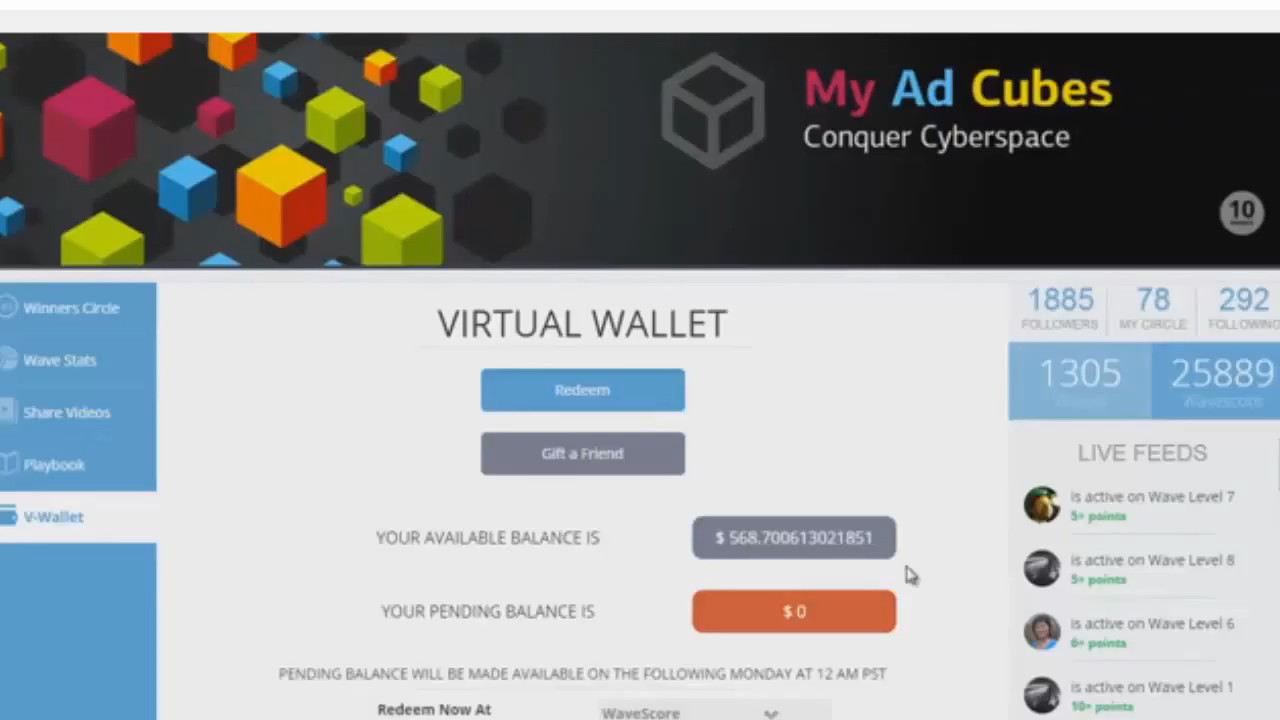 My Ad Cubes
Conquer Cyberspace
10
Winners Circle
Wave Stats
Share Videos
Playbook
V-Wallet
VIRTUAL WALLET
Redeem
Gift a Friend
YOUR AVAILABLE BALANCE IS
$ 568.700613021851
YOUR PENDING BALANCE IS
$ 0
PENDING BALANCE WILL BE MADE AVAILABLE ON THE FOLLOWING MONDAY AT 12 AM PST
Redeem Now At
WaveScore
1885 78 292
FOLLOWERS MY CIRCLE FOLLOWING
1305 25889
Wavescore
LIVE FEEDS
is active on Wave Level 7
5+ points
is active on Wave Level 8
5+ points
is active on Wave Level 6
6+ points
is active on Wave Level 1
10+ points